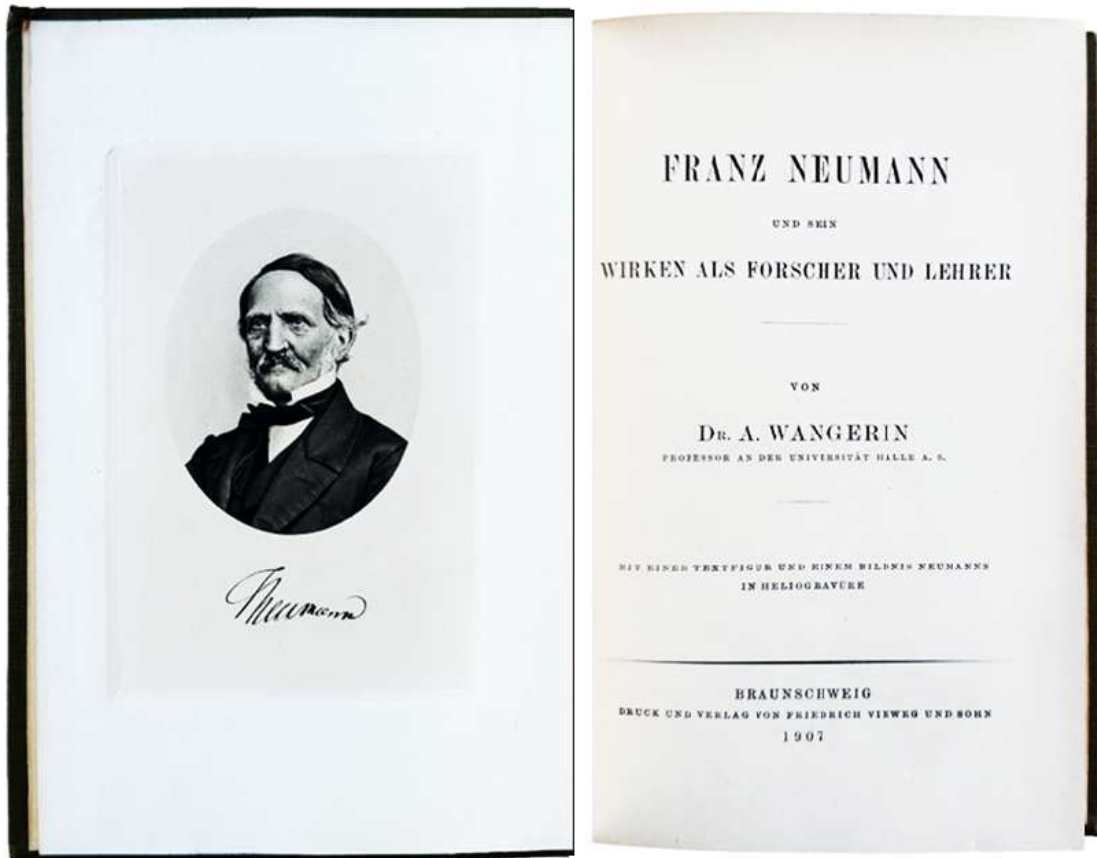 Neumann
FRANZ NEUMANN
UND SEIN
WIRKEN ALS FORSCHER UND LEHRER
VON
DR. A. WANGERIN
PROFESSOR AN DER UNIVERSITÄT HALLE A. S.
MIT EINER TEXTFIGUR UND EINEM BILDNIS NEUMANNS
IN HELIOGRAVÜRE
BRAUNSCHWEIG
DRUCK UND VERLAG VON FRIEDRICH VIEWEG UND SOHN
1907